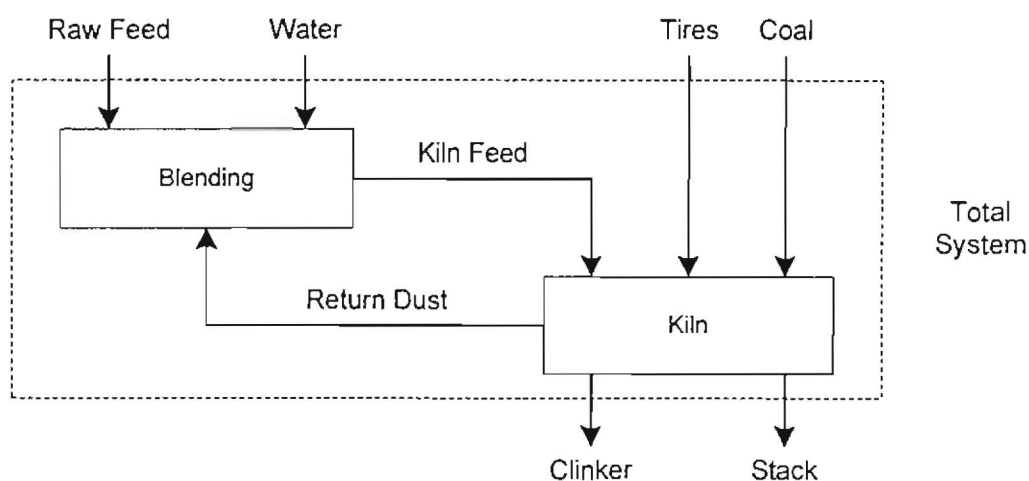 Raw Feed
Water
Tires
Coal
Blending
Kiln Feed
Total
System
Return Dust
Kiln
Clinker
Stack